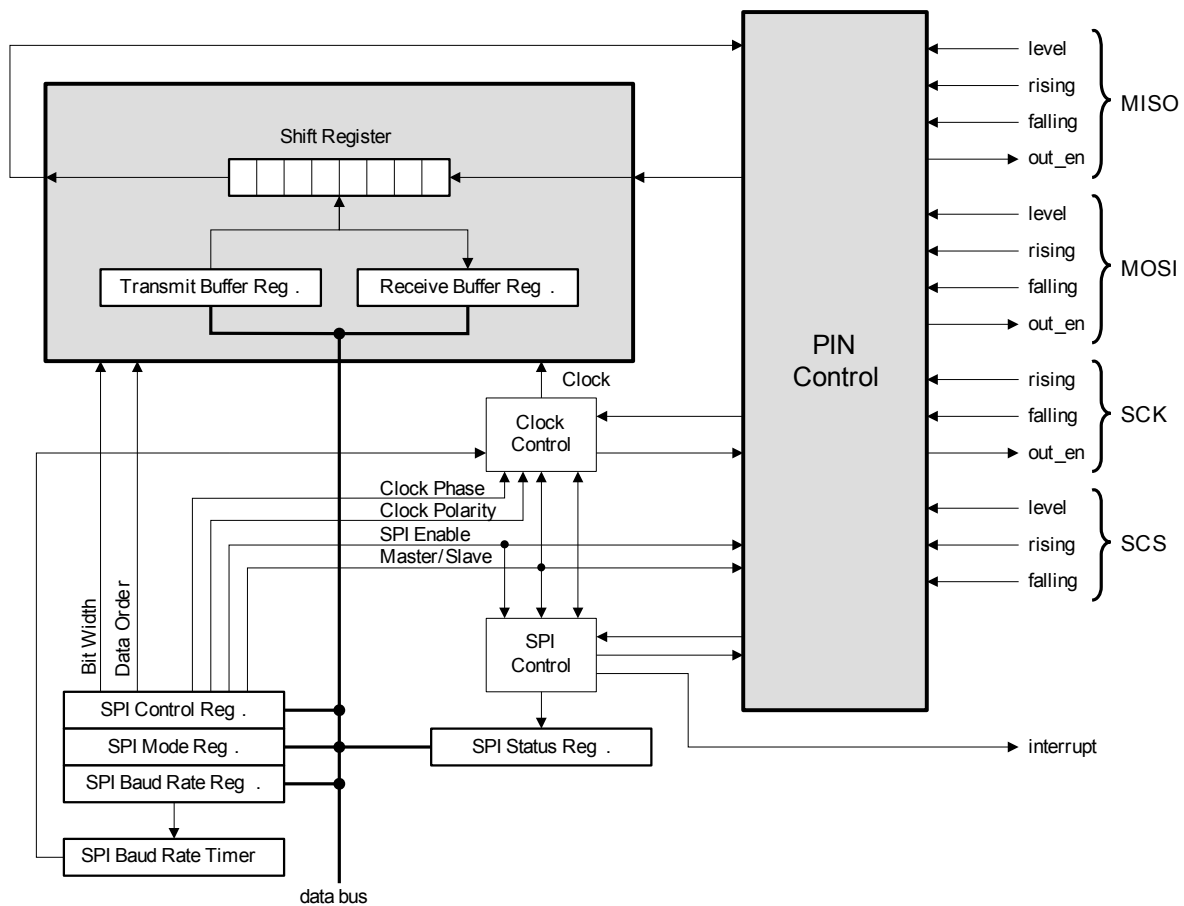 level
rising
falling
out_en
MISO
Shift Register
Transmit Buffer Reg .
Receive Buffer Reg .
level
rising
falling
out_en
MOSI
PIN
Control
Clock
Clock
Control
rising
falling
out_en
SCK
Clock Phase
Clock Polarity
SPI Enable
Master/Slave
level
rising
falling
SCS
Bit Width
Data Order
SPI
Control
SPI Control Reg .
SPI Mode Reg .
SPI Baud Rate Reg .
SPI Status Reg .
interrupt
SPI Baud Rate Timer
data bus